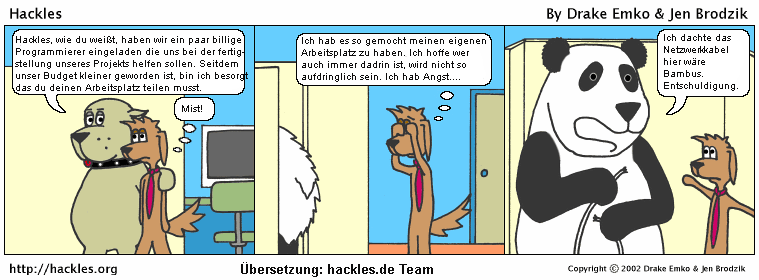 Hackles
By Drake Emko & Jen Brodzik
Hackles, wie du weißt, haben wir ein paar billige
Programmierer eingeladen die uns bei der fertig-
stellung unseres Projekts helfen sollen. Seitdem
unser Budget kleiner geworden ist, bin ich besorgt
das du deinen Arbeitsplatz teilen musst.
Mist!
Ich hab es so gemocht meinen eigenen
Arbeitsplatz zu haben. Ich hoffe wer
auch immer dadrin ist, wird nicht so
aufdringlich sein. Ich hab Angst....
Ich dachte das
Netzwerkkabel
hier wäre
Bambus.
Entschuldigung.
http://hackles.org
Übersetzung: hackles.de Team
Copyright © 2002 Drake Emko & Jen Brodzik